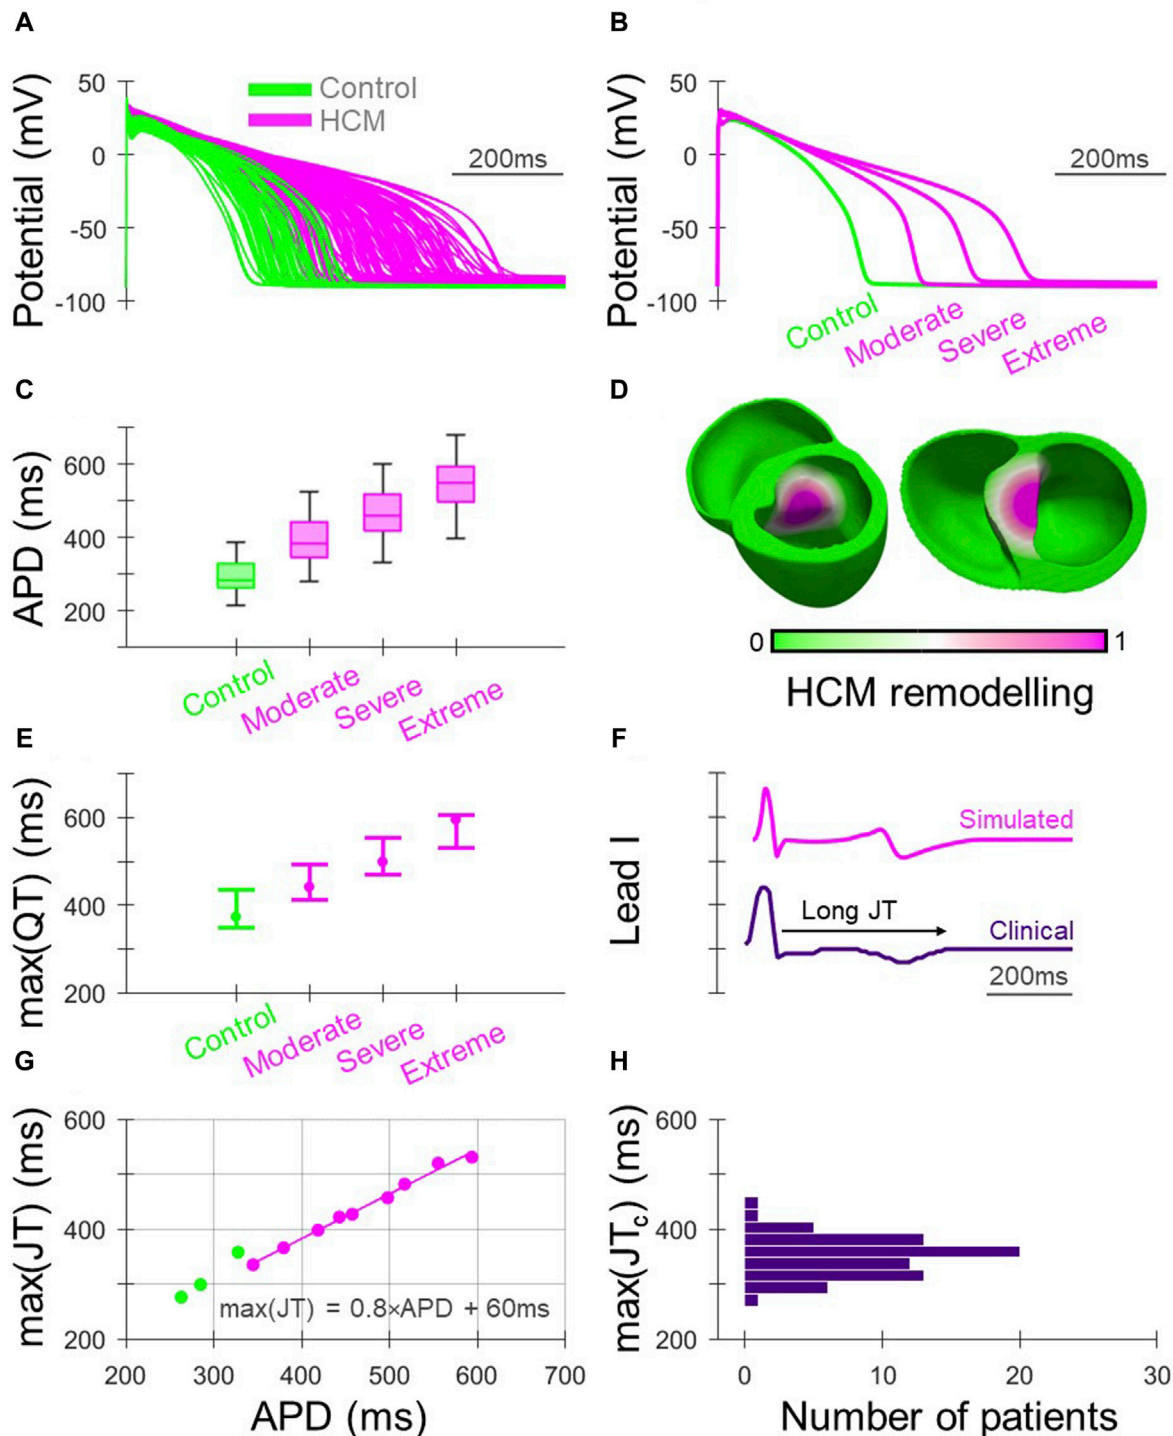 A
Potential (mV)
50
0
-50
-100
Control
HCM
200ms
B
Potential (mV)
50
0
-50
-100
200ms
Control
Moderate
Severe
Extreme
C
APD (ms)
600
400
200
Control
Moderate
Severe
Extreme
D
0
1
HCM remodelling
E
max(QT) (ms)
600
400
200
Control
Moderate
Severe
Extreme
F
Lead I
Simulated
Long JT
Clinical
200ms
G
max(JT) (ms)
600
400
200
max(JT) = 0.8×APD + 60ms
200 300 400 500 600 700
APD (ms)
H
max(JTc) (ms)
600
400
200
0 10 20 30
Number of patients